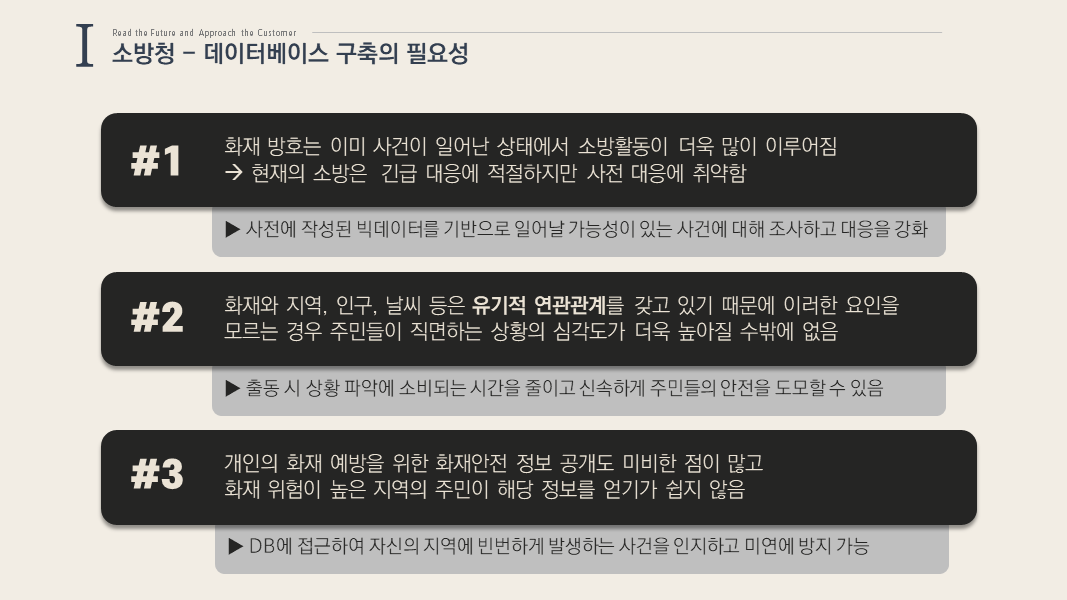 I
Read the Future and Approach the Customer
소방청 – 데이터베이스 구축의 필요성
#1
화재 방호는 이미 사건이 일어난 상태에서 소방활동이 더욱 많이 이루어짐
→ 현재의 소방은 긴급 대응에 적절하지만 사전 대응에 취약함
▶ 사전에 작성된 빅데이터를 기반으로 일어날 가능성이 있는 사건에 대해 조사하고 대응을 강화
#2
화재와 지역, 인구, 날씨 등은 유기적 연관관계를 갖고 있기 때문에 이러한 요인을
모르는 경우 주민들이 직면하는 상황의 심각도가 더욱 높아질 수밖에 없음
▶ 출동 시 상황 파악에 소비되는 시간을 줄이고 신속하게 주민들의 안전을 도모할 수 있음
#3
개인의 화재 예방을 위한 화재안전 정보 공개도 미비한 점이 많고
화재 위험이 높은 지역의 주민이 해당 정보를 얻기가 쉽지 않음
▶ DB에 접근하여 자신의 지역에 빈번하게 발생하는 사건을 인지하고 미연에 방지 가능